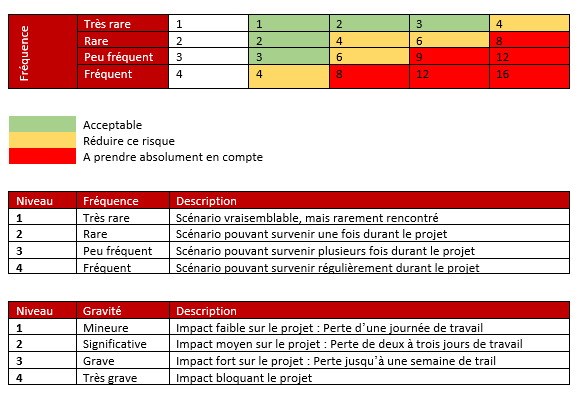 Fréquence
Très rare 1 1 2 3 4
Rare 2 2 4 6 8
Peu fréquent 3 3 6 9 12
Fréquent 4 4 8 12 16
Acceptable
Réduire ce risque
A prendre absolument en compte
Niveau Fréquence Description
1 Très rare Scénario vraisemblable, mais rarement rencontré
2 Rare Scénario pouvant survenir une fois durant le projet
3 Peu fréquent Scénario pouvant survenir plusieurs fois durant le projet
4 Fréquent Scénario pouvant survenir régulièrement durant le projet
Niveau Gravité Description
1 Mineure Impact faible sur le projet : Perte d’une journée de travail
2 Significative Impact moyen sur le projet : Perte de deux à trois jours de travail
3 Grave Impact fort sur le projet : Perte jusqu’à une semaine de trail
4 Très grave Impact bloquant le projet